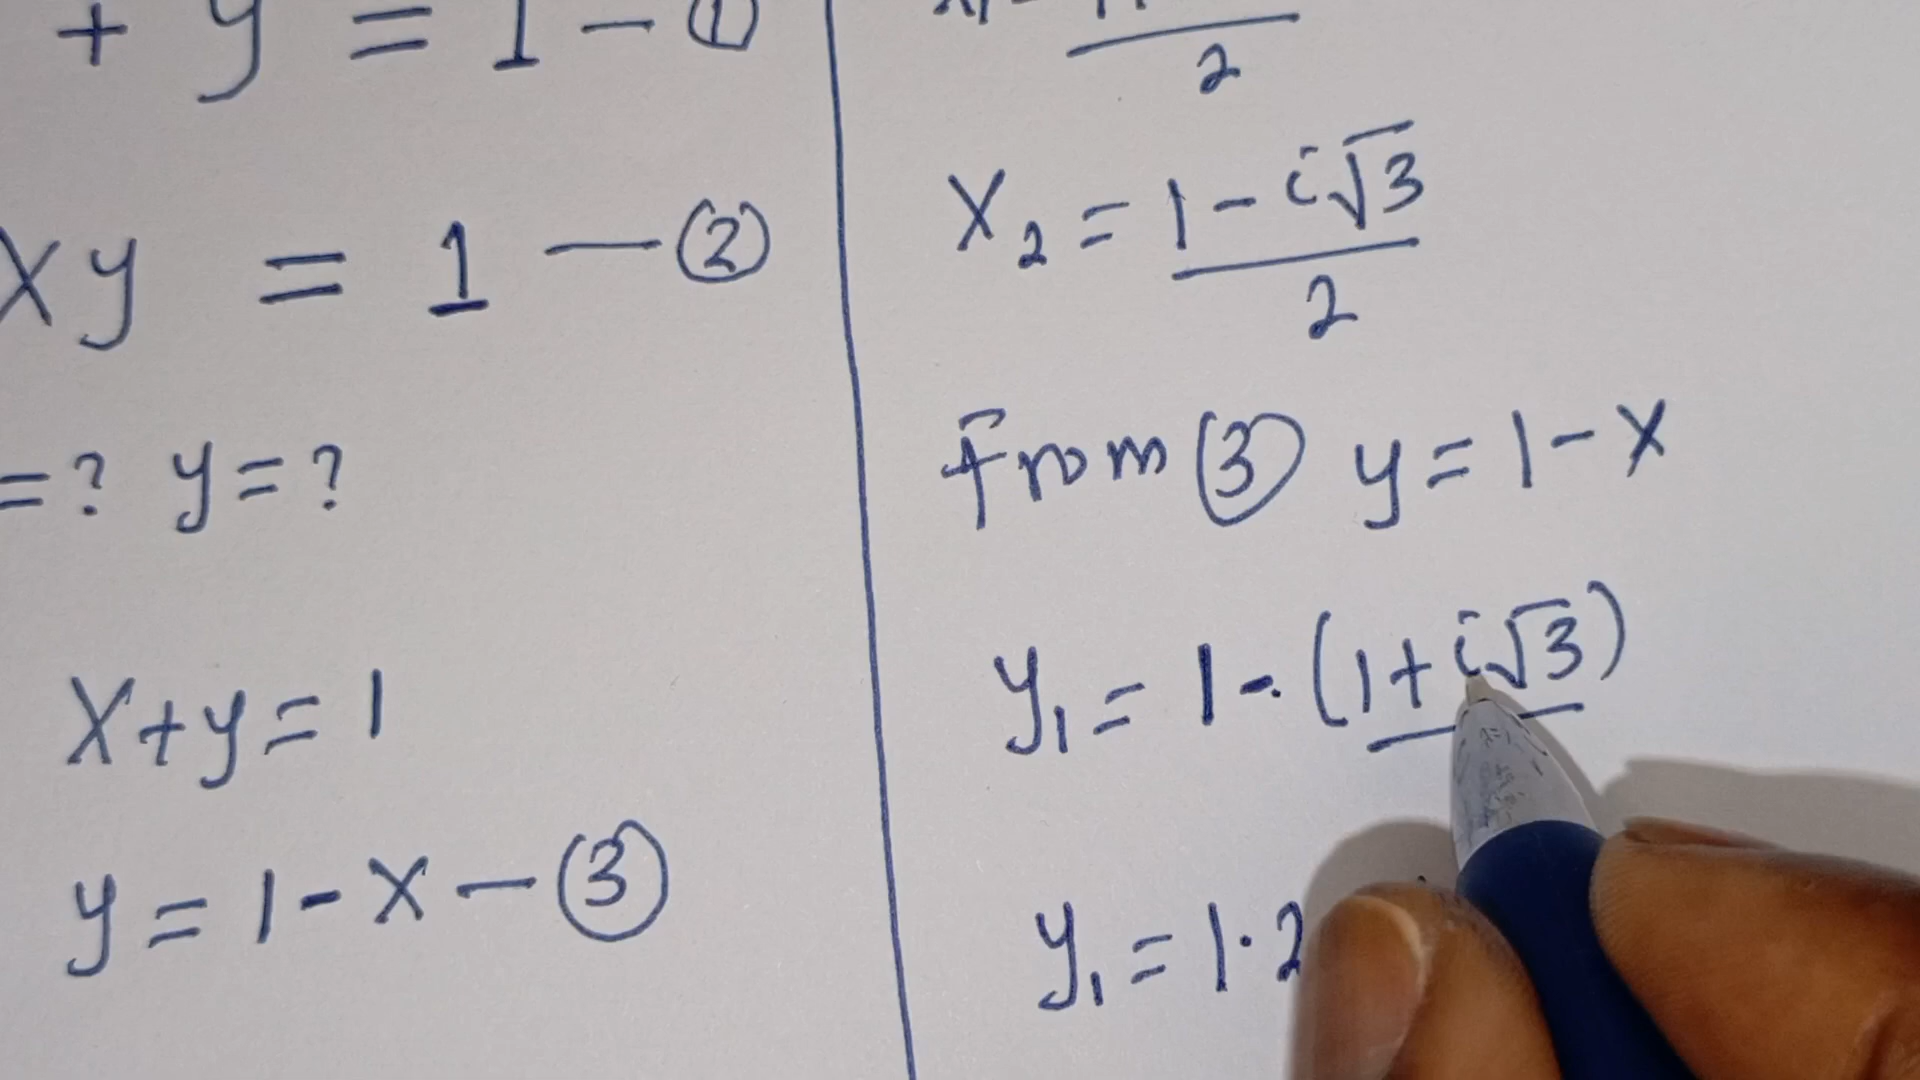 + y = 1 - ①
xy = 1 — ②
= ? y = ?
x+y = 1
y = 1 - x - ③
2
x₂ = 1 - i√3
2
From ③ y = 1 - x
y₁ = 1 - (1 + i√3)
y₁ = 1·2